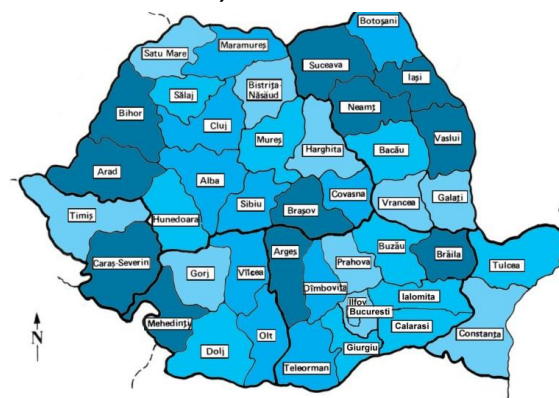 Botoșani
Maramureș
Satu Mare
Suceava
Iași
Bistrița
Năsăud
Sălaj
Bihor
Neamț
Cluj
Mureș
Vaslui
Harghita
Bacău
Arad
Alba
Covasna
Vrancea
Galați
Timiș
Hunedoara
Sibiu
Brașov
Buzău
Argeș
Brăila
Caraș-Severin
Prahova
Tulcea
Gorj
Vîlcea
Dîmbovița
Ialomita
Ilfov
Bucuresti
Mehedinți
Calarasi
Constanța
Olt
Giurgiu
Dolj
Teleorman
N